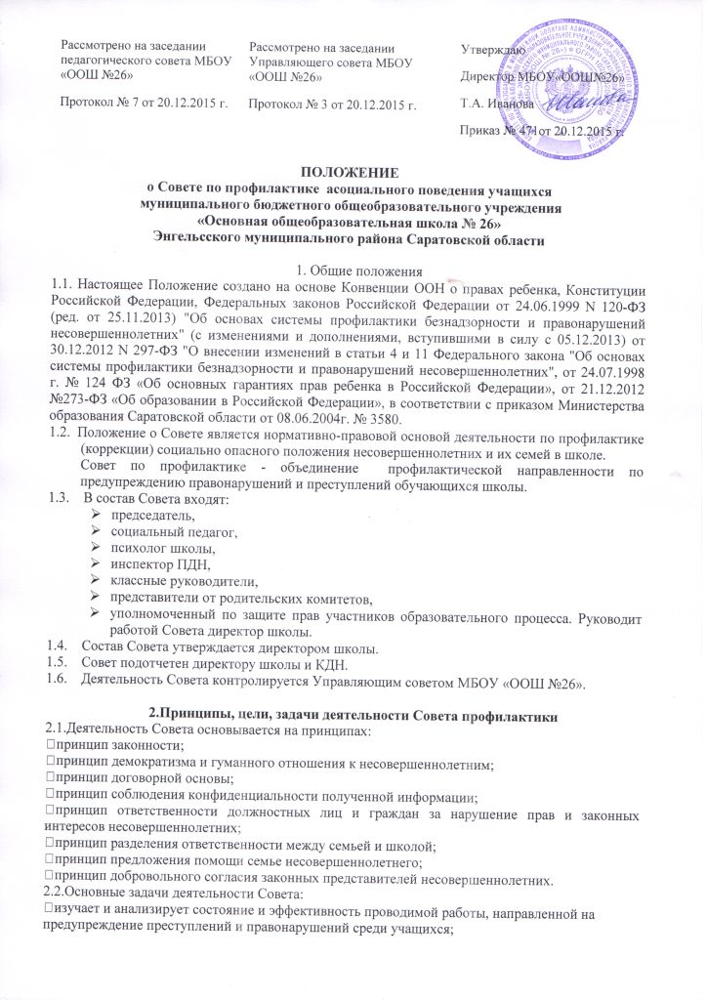 Рассмотрено на заседании
педагогического совета МБОУ
«ООШ №26»
Протокол № 7 от 20.12.2015 г.
Рассмотрено на заседании
Управляющего совета МБОУ
«ООШ №26»
Протокол № 3 от 20.12.2015 г.
Утверждаю
Директор МБОУ«ООШ№26»
Т.А. Иванова
Приказ № 471от 20.12.2015 г.
ПОЛОЖЕНИЕ
о Совете по профилактике асоциального поведения учащихся
муниципального бюджетного общеобразовательного учреждения
«Основная общеобразовательная школа № 26»
Энгельсского муниципального района Саратовской области
1. Общие положения
1.1. Настоящее Положение создано на основе Конвенции ООН о правах ребенка, Конституции
Российской Федерации, Федеральных законов Российской Федерации от 24.06.1999 N 120-ФЗ
(ред. от 25.11.2013) "Об основах системы профилактики безнадзорности и правонарушений
несовершеннолетних" (с изменениями и дополнениями, вступившими в силу с 05.12.2013) от
30.12.2012 N 297-ФЗ "О внесении изменений в статьи 4 и 11 Федерального закона "Об основах
системы профилактики безнадзорности и правонарушений несовершеннолетних", от 24.07.1998
г. № 124 ФЗ «Об основных гарантиях прав ребенка в Российской Федерации», от 21.12.2012
№273-ФЗ «Об образовании в Российской Федерации», в соответствии с приказом Министерства
образования Саратовской области от 08.06.2004г. № 3580.
1.2. Положение о Совете является нормативно-правовой основой деятельности по профилактике
(коррекции) социально опасного положения несовершеннолетних и их семей в школе.
Совет по профилактике - объединение профилактической направленности по
предупреждению правонарушений и преступлений обучающихся школы.
1.3. В состав Совета входят:
➢ председатель,
➢ социальный педагог,
➢ психолог школы,
➢ инспектор ПДН,
➢ классные руководители,
➢ представители от родительских комитетов,
➢ уполномоченный по защите прав участников образовательного процесса. Руководит
работой Совета директор школы.
1.4. Состав Совета утверждается директором школы.
1.5. Совет подотчетен директору школы и КДН.
1.6. Деятельность Совета контролируется Управляющим советом МБОУ «ООШ №26».
2.Принципы, цели, задачи деятельности Совета профилактики
2.1.Деятельность Совета основывается на принципах:
принцип законности;
принцип демократизма и гуманного отношения к несовершеннолетним;
принцип договорной основы;
принцип соблюдения конфиденциальности полученной информации;
принцип ответственности должностных лиц и граждан за нарушение прав и законных
интересов несовершеннолетних;
принцип разделения ответственности между семьей и школой;
принцип предложения помощи семье несовершеннолетнего;
принцип добровольного согласия законных представителей несовершеннолетних.
2.2.Основные задачи деятельности Совета:
изучает и анализирует состояние и эффективность проводимой работы, направленной на
предупреждение преступлений и правонарушений среди учащихся;